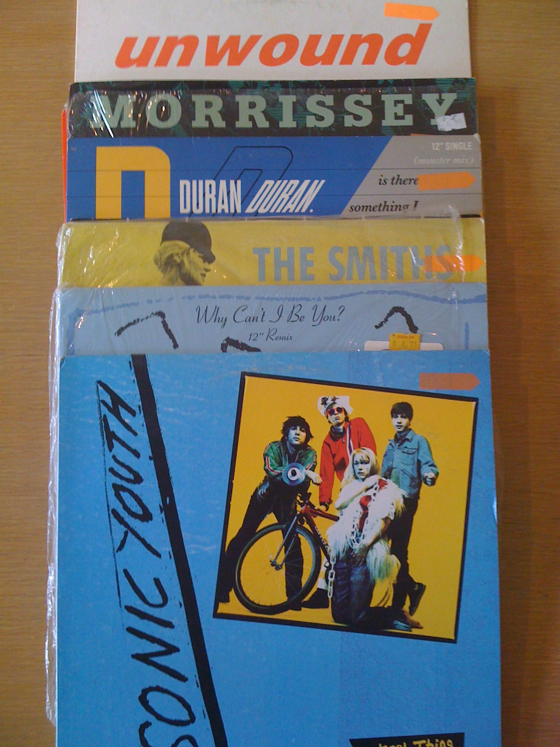 unwound
MORRISSEY
DURAN DURAN.
12" SINGLE
(monster mix)
is there
something I
THE SMITHS
Why Can't I Be You?
12" Remix
SONIC YOUTH